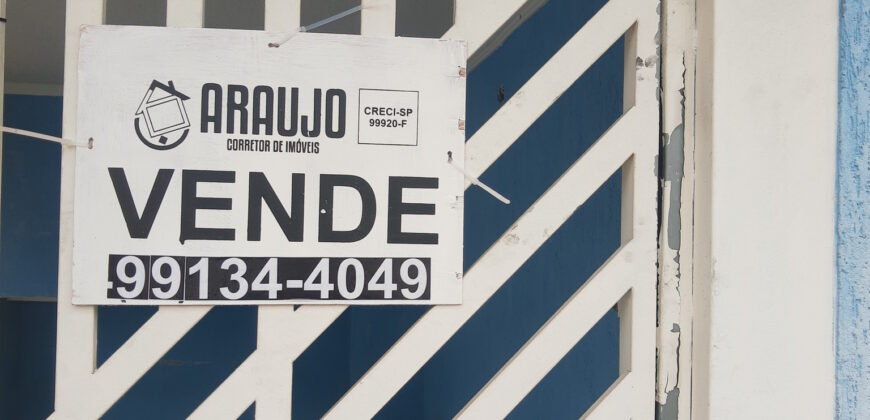 ARAUJO
CORRETOR DE IMÓVEIS
CRECI-SP
99920-F
VENDE
99134-4049